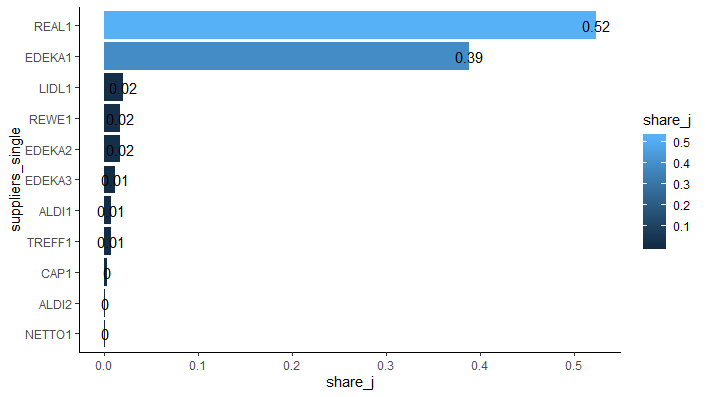 REAL1 0.52
EDEKA1 0.39
LIDL1 0.02
REWE1 0.02
EDEKA2 0.02
EDEKA3 0.01
ALDI1 0.01
TREFF1 0.01
CAP1 0
ALDI2 0
NETTO1 0
suppliers_single
0.0 0.1 0.2 0.3 0.4 0.5
share_j
share_j
0.5
0.4
0.3
0.2
0.1